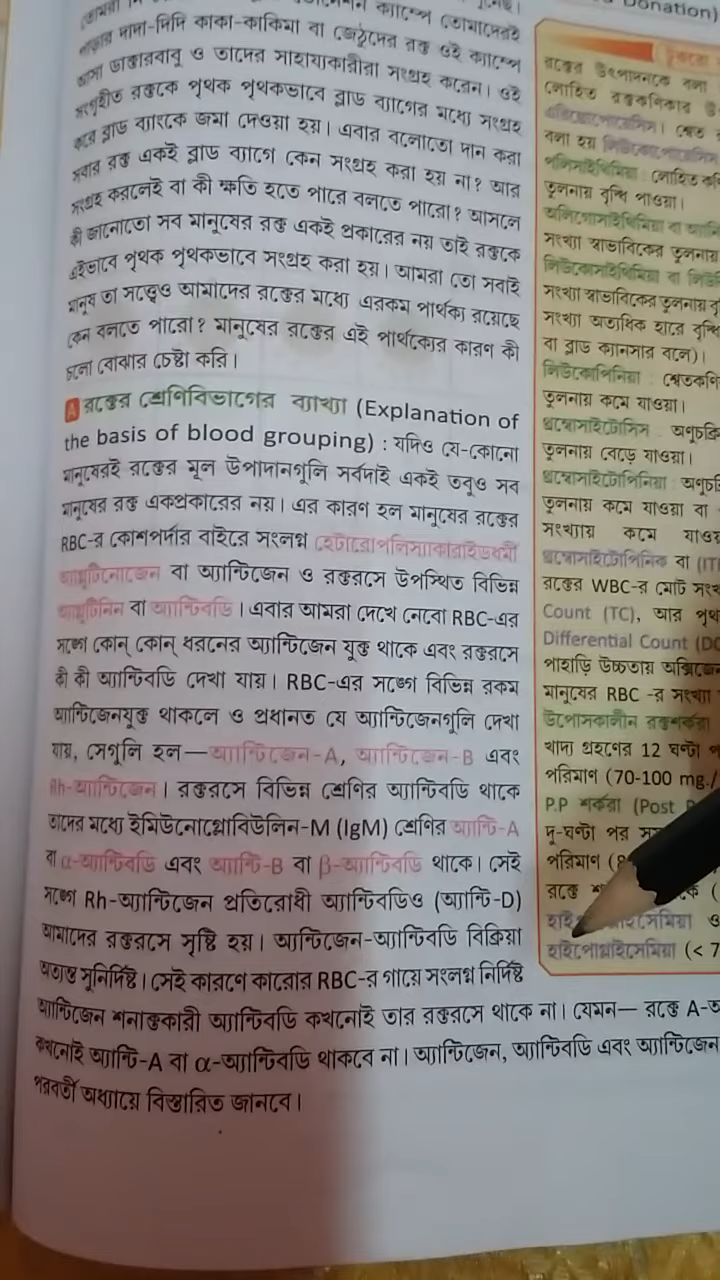 দাদা-দিদি কাকা-কাকিমা বা জেঠুদের রক্ত ওই ক্যাম্পে
আসা ডাক্তারবাবু ও তাদের সাহায্যকারীরা সংগ্রহ করেন। ওই
সংগৃহীত রক্তকে পৃথক পৃথকভাবে ব্লাড ব্যাগের মধ্যে সংগ্রহ
করে ব্লাড ব্যাংকে জমা দেওয়া হয়। এবার বলোতো দান করা
সবার রক্ত একই ব্লাড ব্যাগে কেন সংগ্রহ করা হয় না? আর
সংগ্রহ করলেই বা কী ক্ষতি হতে পারে বলতে পারো? আসলে
কী জানোতো সব মানুষের রক্ত একই প্রকারের নয় তাই রক্তকে
এইভাবে পৃথক পৃথকভাবে সংগ্রহ করা হয়। আমরা তো সবাই
মানুষ তা সত্ত্বেও আমাদের রক্তের মধ্যে এরকম পার্থক্য রয়েছে
কেন বলতে পারো? মানুষের রক্তের এই পার্থক্যের কারণ কী
চলো বোঝার চেষ্টা করি।
A রক্তের শ্রেণিবিভাগের ব্যাখ্যা (Explanation of
the basis of blood grouping) : যদিও যে-কোনো
মানুষেরই রক্তের মূল উপাদানগুলি সর্বদাই একই তবুও সব
মানুষের রক্ত একপ্রকারের নয়। এর কারণ হল মানুষের রক্তের
RBC-র কোশপর্দার বাইরে সংলগ্ন হেটারোপলিস্যাকারাইডধর্মী
অ্যাগ্লুটিনোজেন বা অ্যান্টিজেন ও রক্তরসে উপস্থিত বিভিন্ন
অ্যাগ্লুটিনিন বা অ্যান্টিবডি। এবার আমরা দেখে নেবো RBC-এর
সঙ্গে কোন্ কোন্ ধরনের অ্যান্টিজেন যুক্ত থাকে এবং রক্তরসে
কী কী অ্যান্টিবডি দেখা যায়। RBC-এর সঙ্গে বিভিন্ন রকম
অ্যান্টিজেনযুক্ত থাকলে ও প্রধানত যে অ্যান্টিজেনগুলি দেখা
যায়, সেগুলি হল—অ্যান্টিজেন-A, অ্যান্টিজেন-B এবং
Rh-অ্যান্টিজেন। রক্তরসে বিভিন্ন শ্রেণির অ্যান্টিবডি থাকে
তাদের মধ্যে ইমিউনোগ্লোবিউলিন-M (IgM) শ্রেণির অ্যান্টি-A
বা α-অ্যান্টিবডি এবং অ্যান্টি-B বা β-অ্যান্টিবডি থাকে। সেই
সঙ্গে Rh-অ্যান্টিজেন প্রতিরোধী অ্যান্টিবডিও (অ্যান্টি-D)
আমাদের রক্তরসে সৃষ্টি হয়। অ্যান্টিজেন-অ্যান্টিবডি বিক্রিয়া
অত্যন্ত সুনির্দিষ্ট। সেই কারণে কারোর RBC-র গায়ে সংলগ্ন নির্দিষ্ট
অ্যান্টিজেন শনাক্তকারী অ্যান্টিবডি কখনোই তার রক্তরসে থাকে না। যেমন— রক্তে A-অ
কখনোই অ্যান্টি-A বা α-অ্যান্টিবডি থাকবে না। অ্যান্টিজেন, অ্যান্টিবডি এবং অ্যান্টিজেন
পরবর্তী অধ্যায়ে বিস্তারিত জানবে।
Donation)
রক্তের উৎপাদনকে বলা
লোহিত রক্তকণিকার উ
এরিথ্রোপোয়েসিস। শ্বেত
বলা হয় লিউকোপোয়েসিস
পলিসাইথিমিয়া : লোহিত কণি
তুলনায় বৃদ্ধি পাওয়া।
অলিগোসাইথিমিয়া বা অ্যানি
সংখ্যা স্বাভাবিকের তুলনায়
লিউকোসাইথিমিয়া বা লিউ
সংখ্যা স্বাভাবিকের তুলনায় বৃ
সংখ্যা অত্যধিক হারে বৃদ্ধি
বা ব্লাড ক্যানসার বলে)।
লিউকোপিনিয়া : শ্বেতকণি
তুলনায় কমে যাওয়া।
থ্রম্বোসাইটোসিস : অণুচক্রি
তুলনায় বেড়ে যাওয়া।
থ্রম্বোসাইটোপিনিয়া : অণুচ
তুলনায় কমে যাওয়া বা
সংখ্যায় কমে যাওয়
থ্রম্বোসাইটোপিনিক বা (IT
রক্তের WBC-র মোট সংখ
Count (TC), আর পৃথ
Differential Count (DC
পাহাড়ি উচ্চতায় অক্সিজেন
মানুষের RBC -র সংখ্যা
উপোসকালীন রক্তশর্করা
খাদ্য গ্রহণের 12 ঘণ্টা প
পরিমাণ (70-100 mg./
P.P শর্করা (Post
দু-ঘণ্টা পর
পরিমাণ
রক্তে
হাইপোগ্লাইসেমিয়া (< 7